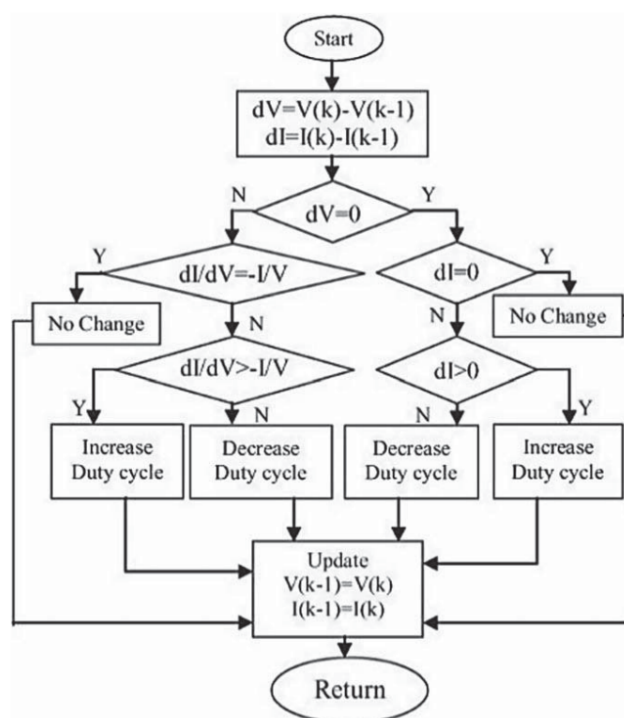 Start
dV=V(k)-V(k-1)
dI=I(k)-I(k-1)
N
Y
dV=0
Y
dI/dV=-I/V
dI=0
Y
No Change
N
N
No Change
dI/dV>-I/V
dI>0
Y
N
N
Y
Increase
Duty cycle
Decrease
Duty cycle
Decrease
Duty cycle
Increase
Duty cycle
Update
V(k-1)=V(k)
I(k-1)=I(k)
Return